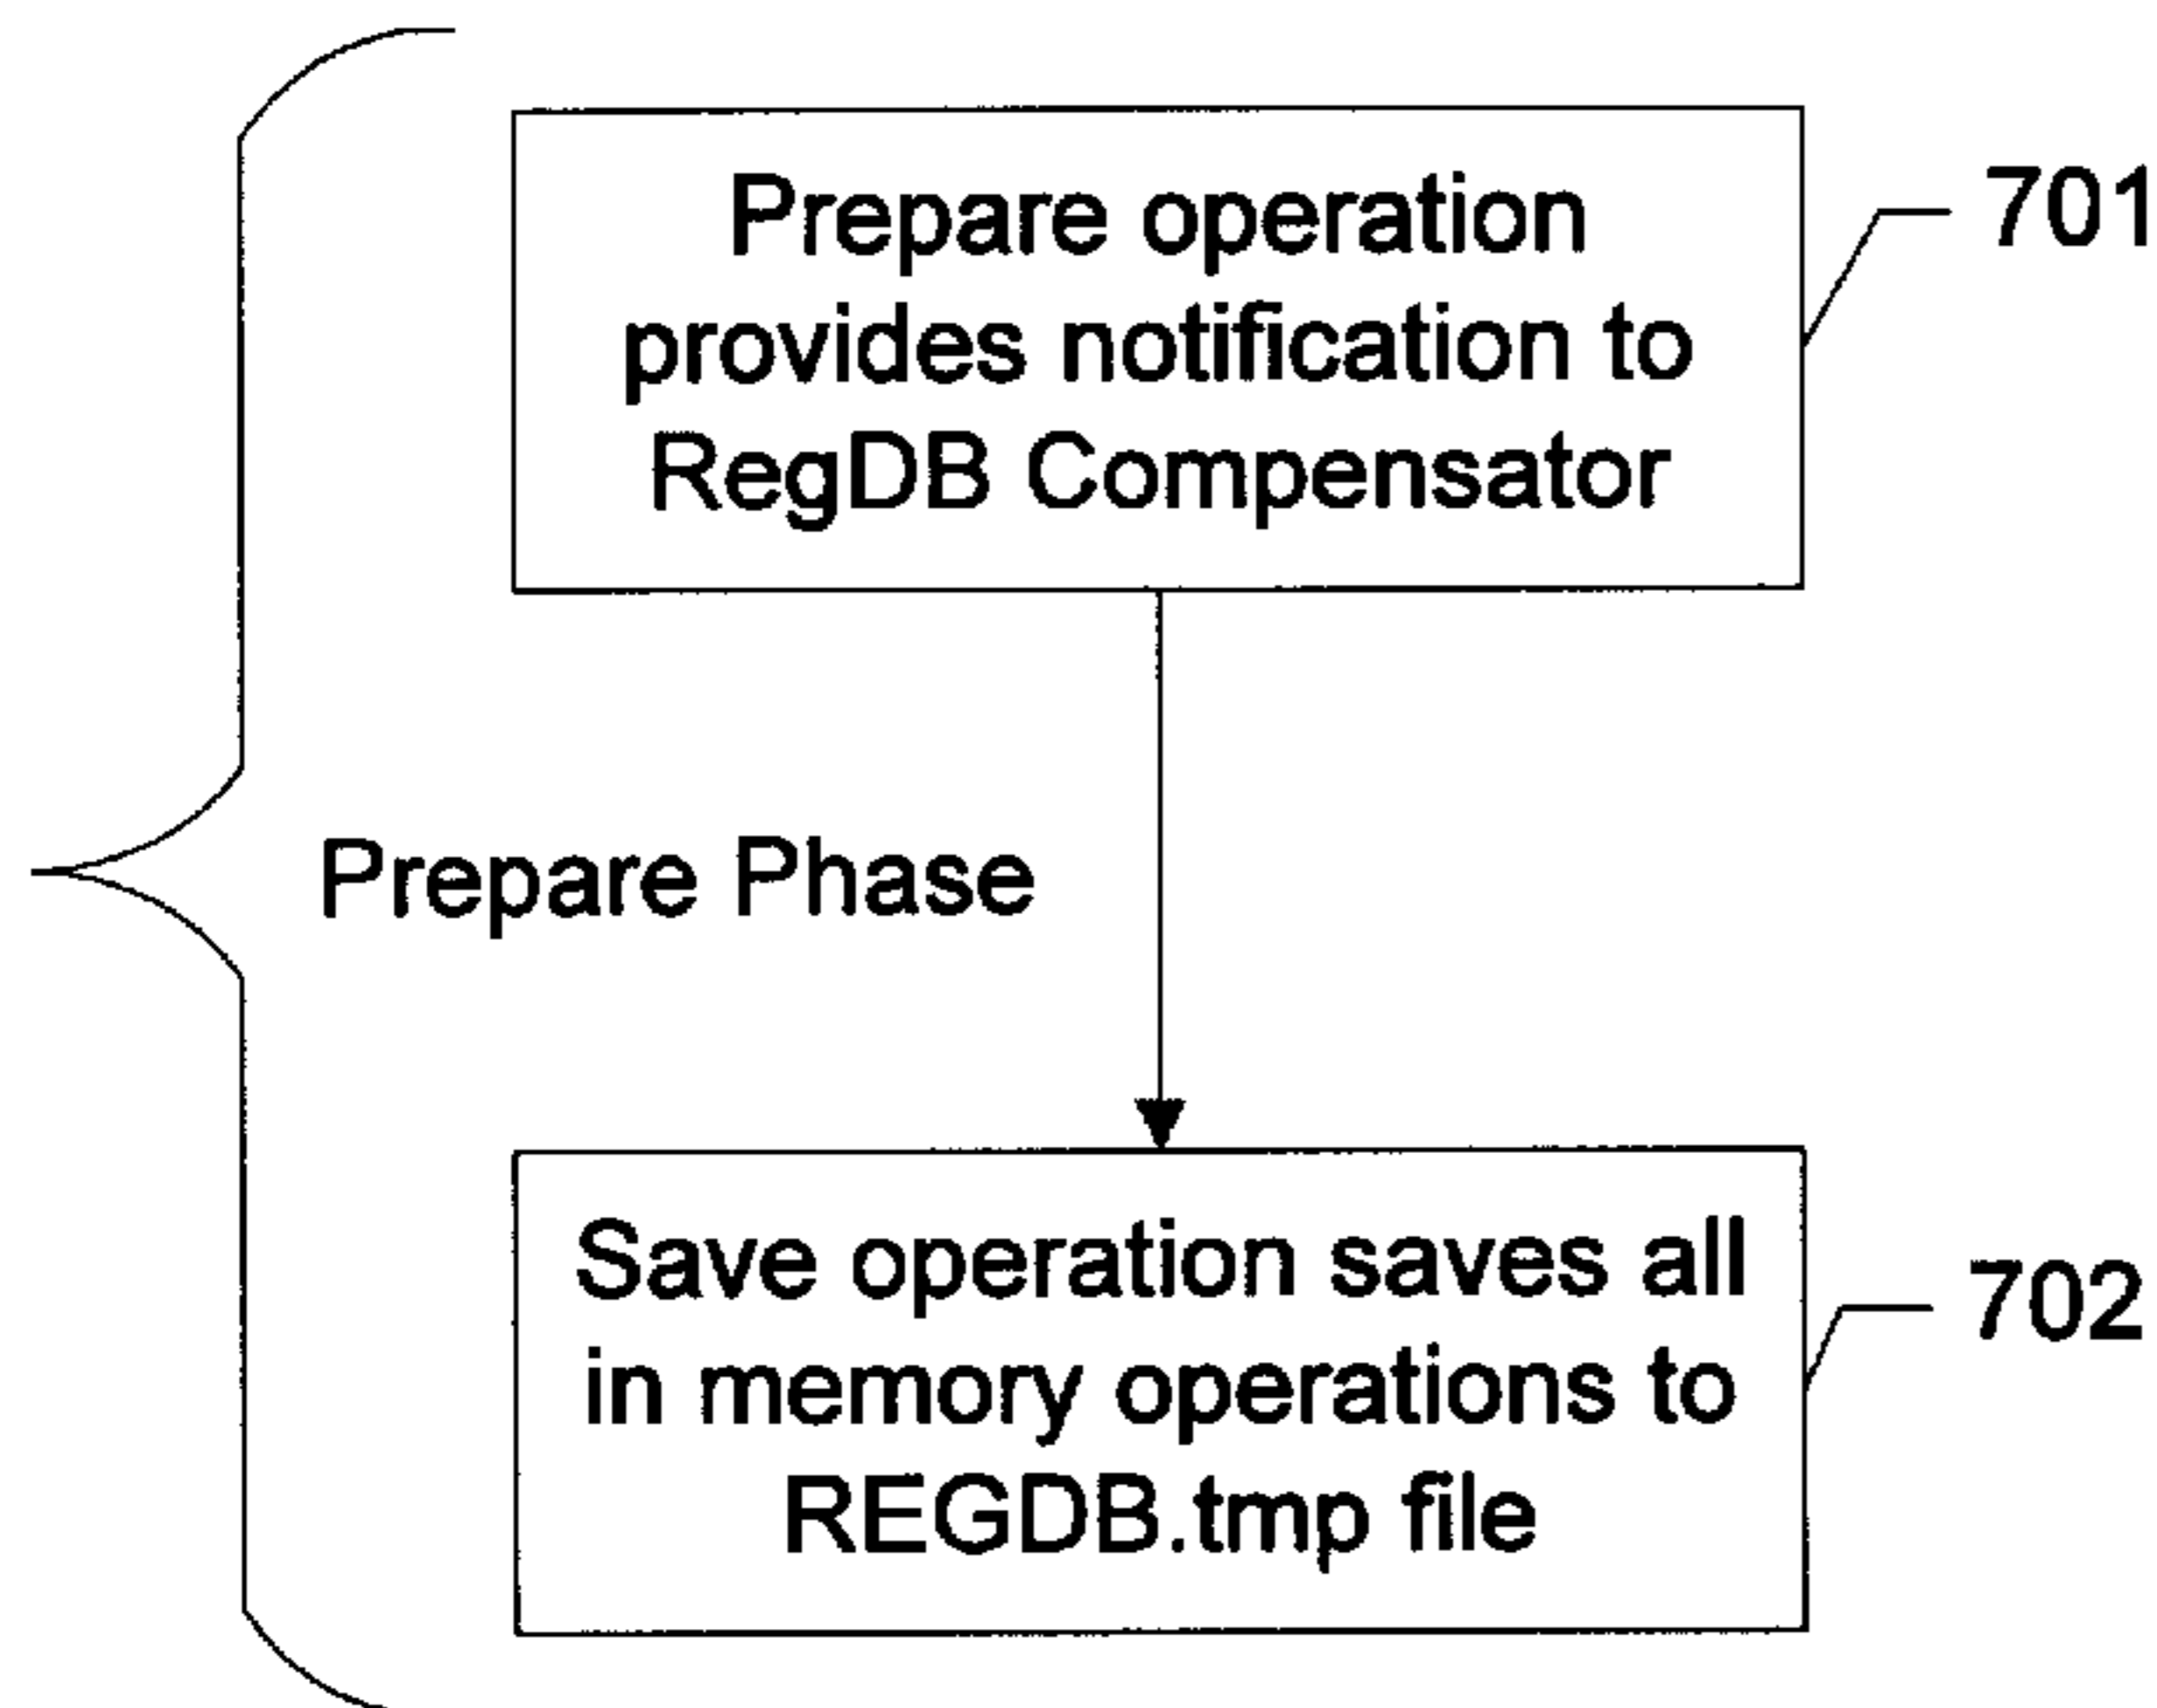 Prepare operation
provides notification to
RegDB Compensator
701
Prepare Phase
Save operation saves all
in memory operations to
REGDB.tmp file
702